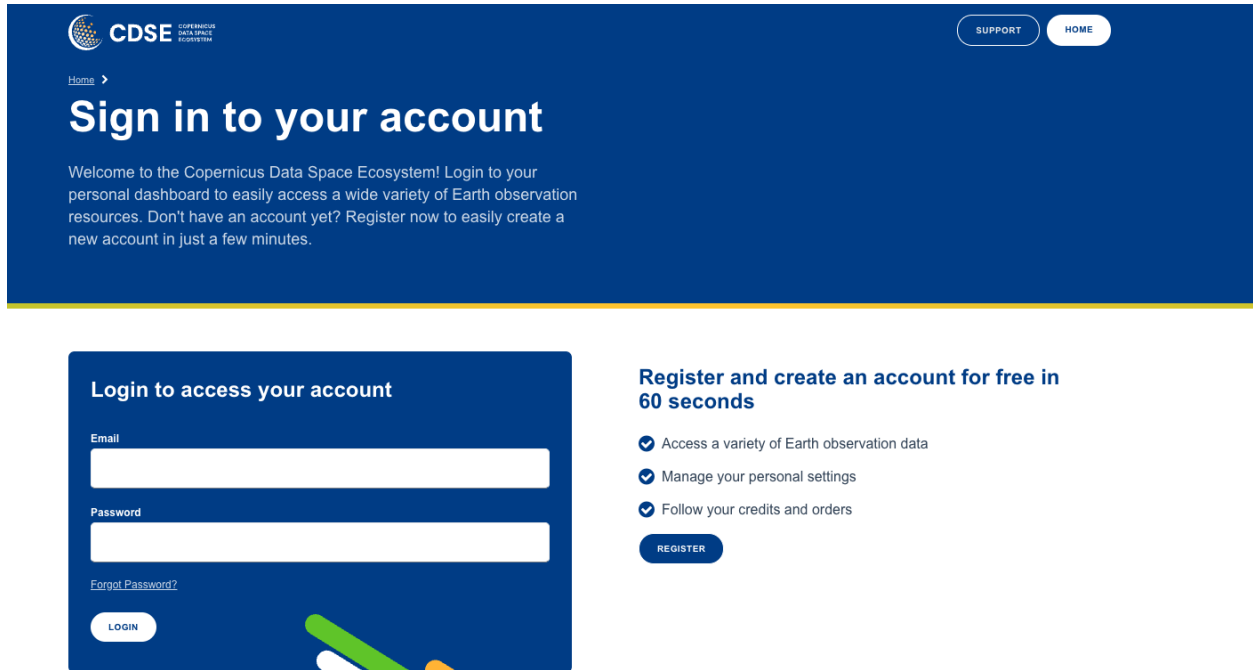 CDSE COPERNICUS
DATA SPACE
ECOSYSTEM
SUPPORT
HOME
Home
Sign in to your account
Welcome to the Copernicus Data Space Ecosystem! Login to your
personal dashboard to easily access a wide variety of Earth observation
resources. Don't have an account yet? Register now to easily create a
new account in just a few minutes.
Login to access your account
Email
Password
Forgot Password?
LOGIN
Register and create an account for free in
60 seconds
Access a variety of Earth observation data
Manage your personal settings
Follow your credits and orders
REGISTER